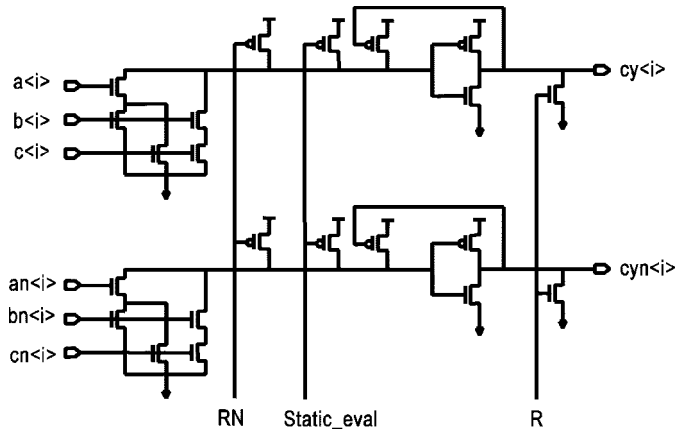 a<i>
b<i>
c<i>
cy<i>
an<i>
bn<i>
cn<i>
cyn<i>
RN
Static_eval
R